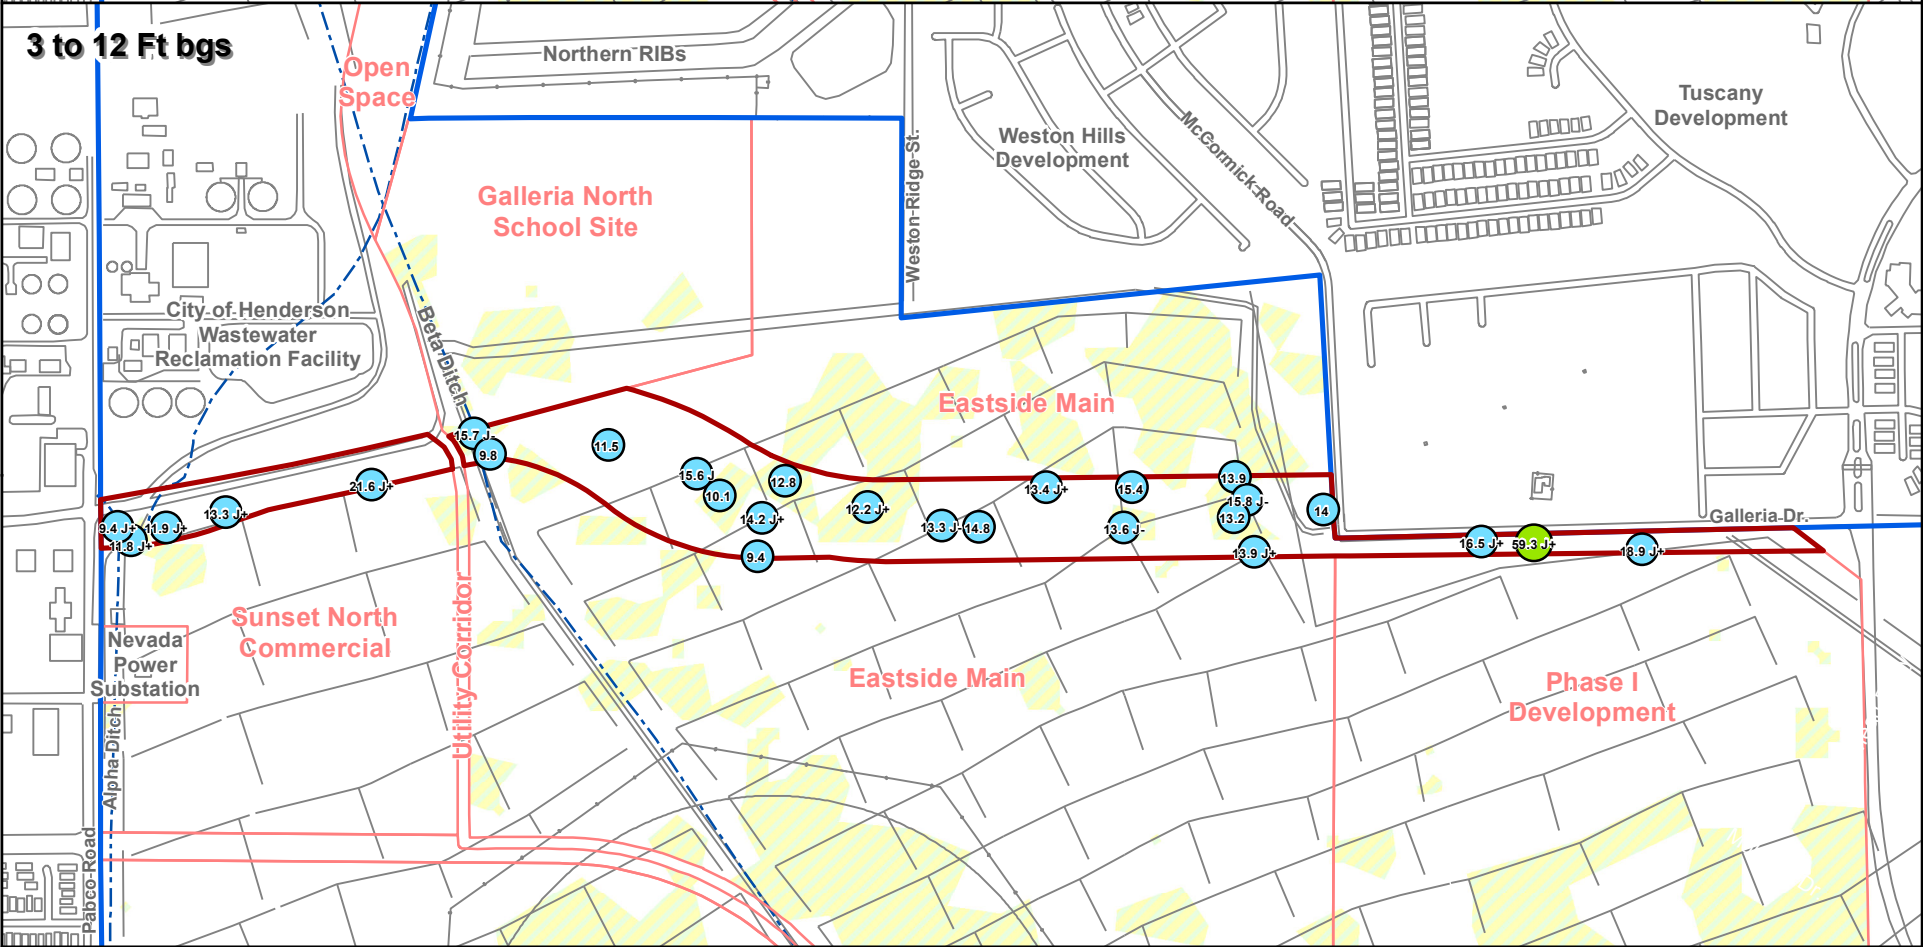 3 to 12 Ft bgs
Open
Space
Northern RIBs
Weston-Ridge-St.
Weston Hills
Development
McCormick-Road
Tuscany
Development
Galleria North
School Site
City of Henderson
Wastewater
Reclamation Facility
Beta-Ditch
Eastside Main
15.7 J-
9.8
11.5
15.6 J
10.1
12.8
14.2 J+
9.4
12.2 J+
13.3 J-
14.8
13.4 J+
15.4
13.6 J-
13.9
15.8 J-
13.2
13.9 J+
14
16.5 J+
59.3 J+
18.9 J+
Galleria Dr.
21.6 J+
13.3 J+
11.9 J+
9.4 J+
11.8 J+
Sunset North
Commercial
Utility-Corridor
Nevada
Power
Substation
Alpha-Ditch
Pabco-Road
Eastside Main
Phase I
Development